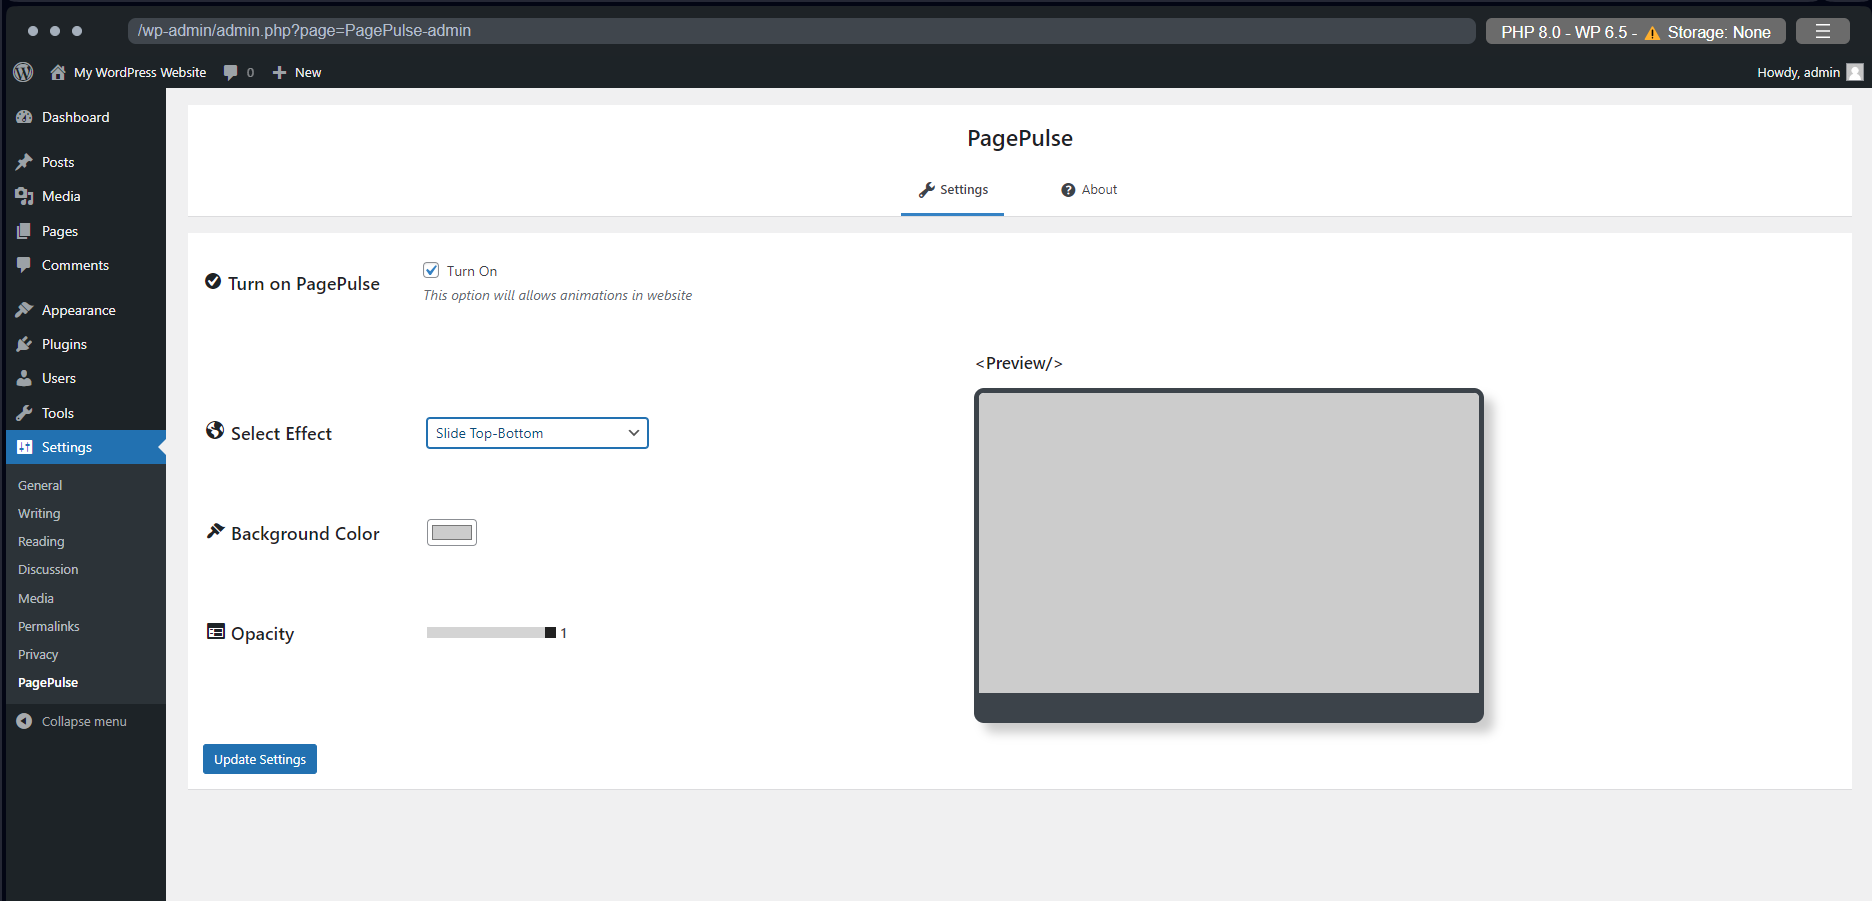 /wp-admin/admin.php?page=PagePulse-admin
PHP 8.0 - WP 6.5 - ⚠️ Storage: None
My WordPress Website
0
New
Howdy, admin
Dashboard
Posts
Media
Pages
Comments
Appearance
Plugins
Users
Tools
Settings
General
Writing
Reading
Discussion
Media
Permalinks
Privacy
PagePulse
Collapse menu
PagePulse
Settings
About
Turn on PagePulse
Turn On
This option will allows animations in website
<Preview/>
Select Effect
Slide Top-Bottom
Background Color
Opacity
1
Update Settings